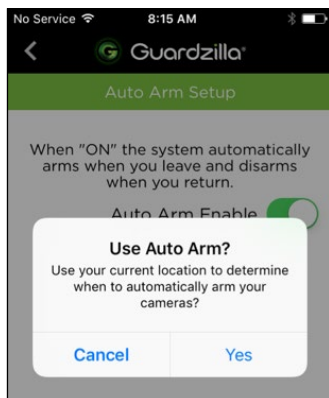 No Service 8:15 AM
Guardzilla®
Auto Arm Setup
When "ON" the system automatically
arms when you leave and disarms
when you return.
Auto Arm Enable
Use Auto Arm?
Use your current location to determine
when to automatically arm your
cameras?
Cancel Yes